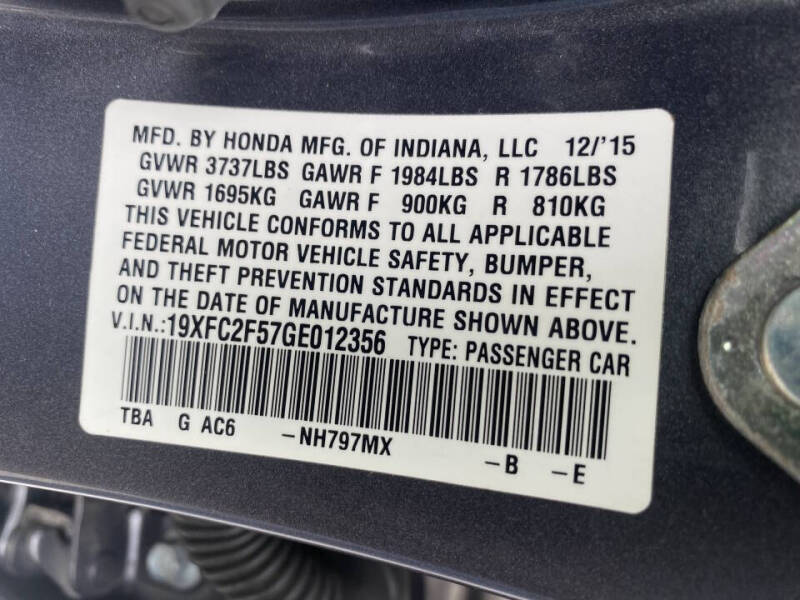 MFD. BY HONDA MFG. OF INDIANA, LLC 12/'15
GVWR 3737LBS GAWR F 1984LBS R 1786LBS
GVWR 1695KG GAWR F 900KG R 810KG
THIS VEHICLE CONFORMS TO ALL APPLICABLE
FEDERAL MOTOR VEHICLE SAFETY, BUMPER,
AND THEFT PREVENTION STANDARDS IN EFFECT
ON THE DATE OF MANUFACTURE SHOWN ABOVE.
V.I.N.:19XFC2F57GE012356 TYPE: PASSENGER CAR
TBA G AC6 -NH797MX -B -E